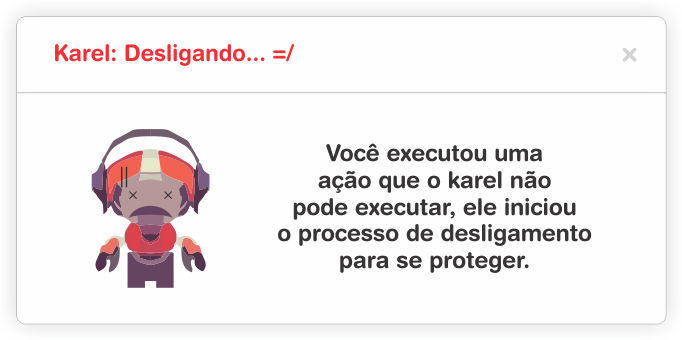 Karel: Desligando... =/
×
Você executou uma
ação que o karel não
pode executar, ele iniciou
o processo de desligamento
para se proteger.